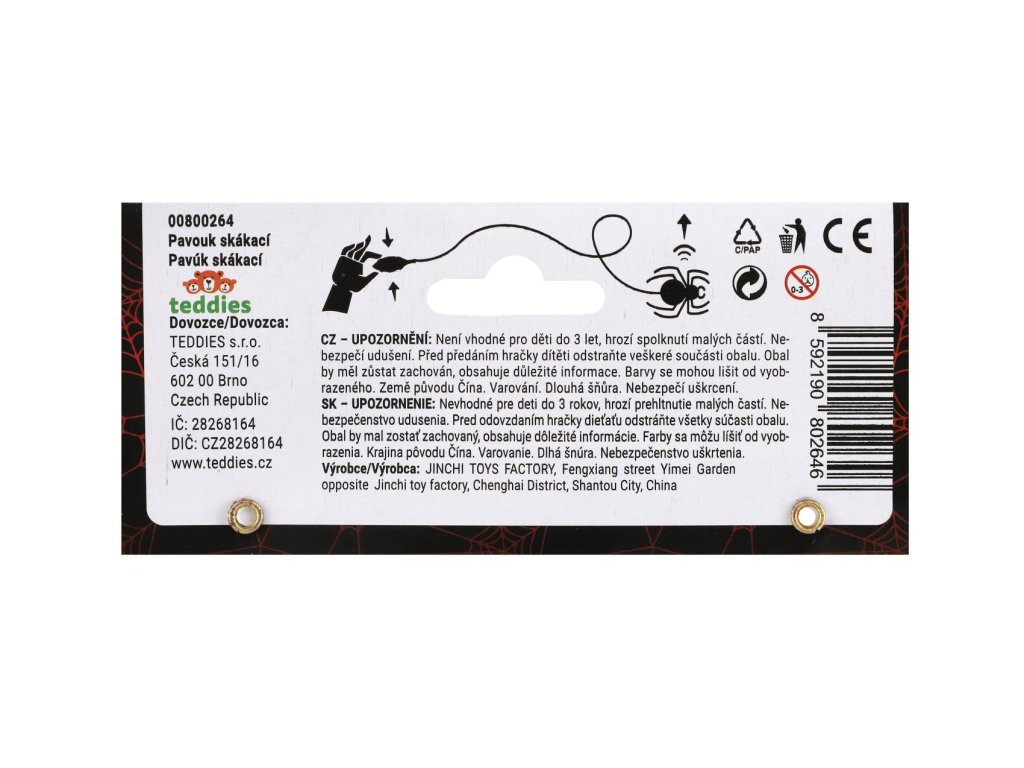 00800264
Pavouk skákací
Pavúk skákací
teddies
Dovozce/Dovozca:
TEDDIES s.r.o.
Česká 151/16
602 00 Brno
Czech Republic
IČ: 28268164
DIČ: CZ28268164
www.teddies.cz
C/PAP
CE
0-3
CZ – UPOZORNĚNÍ: Není vhodné pro děti do 3 let, hrozí spolknutí malých částí. Ne-
bezpečí udušení. Před předáním hračky dítěti odstraňte veškeré součásti obalu. Obal
by měl zůstat zachován, obsahuje důležité informace. Barvy se mohou lišit od vyob-
razeného. Země původu Čína. Varování. Dlouhá šňůra. Nebezpečí uškrcení.
SK – UPOZORNENIE: Nevhodné pre deti do 3 rokov, hrozí prehltnutie malých častí. Ne-
bezpečenstvo udusenia. Pred odovzdaním hračky dieťaťu odstráňte všetky súčasti obalu.
Obal by mal zostať zachovaný, obsahuje dôležité informácie. Farby sa môžu líšiť od vyob-
razenia. Krajina pôvodu Čína. Varovanie. Dlhá šnúra. Nebezpečenstvo uškrtenia.
Výrobce/Výrobca: JINCHI TOYS FACTORY, Fengxiang street Yimei Garden
opposite Jinchi toy factory, Chenghai District, Shantou City, China
8 592190 802646